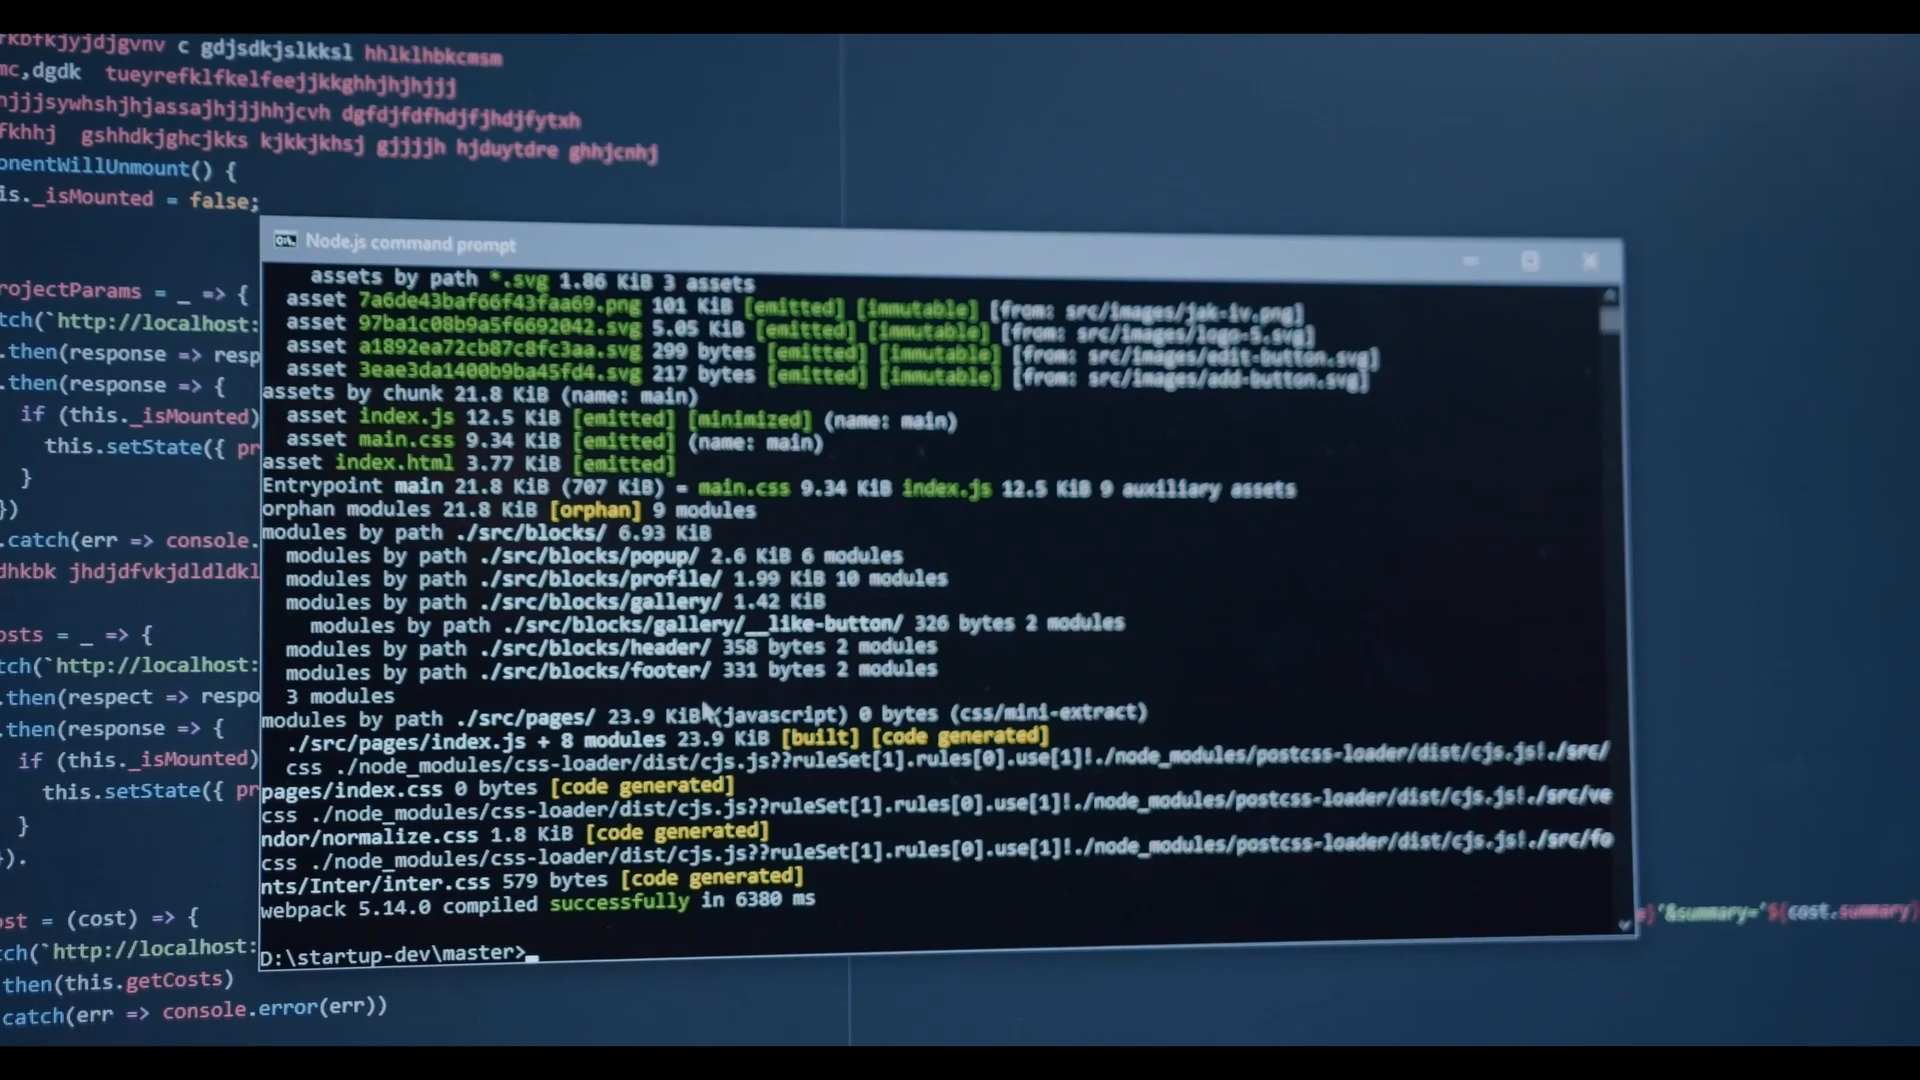 c gdjsdkjslkksl hhlklhbkcmsm
mc,dgdk tueyrefklfkelfeejjkkghhjhjhjjj
hjjjsywhshjhjassajhjjjhhjcvh dgfdjfdfhdjfjhdjfytxh
fkhhj gshhdkjghcjkks kjkkjkhsj gjjjjh hjduytdre ghhjcnhj
onentWillUnmount() {
is._isMounted = false;
rojectParams = _ => {
tch(`http://localhost:
.then(response => resp
.then(response => {
if (this._isMounted)
this.setState({ pr
}
})
.catch(err => console.
dhkbk jhdjdfvkjdldldkl
osts = _ => {
tch(`http://localhost:
.then(respect => respo
.then(response => {
if (this._isMounted)
this.setState({ pr
}
}).
ost = (cost) => {
tch(`http://localhost:
then(this.getCosts)
catch(err => console.error(err))
Node.js command prompt
assets by path *.svg 1.86 KiB 3 assets
asset 7a6de43baf66f43faa69.png 101 KiB [emitted] [immutable] [from: src/images/jak-iv.png]
asset 97ba1c08b9a5f6692042.svg 5.05 KiB [emitted] [immutable] [from: src/images/logo-5.svg]
asset a1892ea72cb87c8fc3aa.svg 299 bytes [emitted] [immutable] [from: src/images/edit-button.svg]
asset 3eae3da1400b9ba45fd4.svg 217 bytes [emitted] [immutable] [from: src/images/add-button.svg]
assets by chunk 21.8 KiB (name: main)
asset index.js 12.5 KiB [emitted] [minimized] (name: main)
asset main.css 9.34 KiB [emitted] (name: main)
asset index.html 3.77 KiB [emitted]
Entrypoint main 21.8 KiB (707 KiB) = main.css 9.34 KiB index.js 12.5 KiB 9 auxiliary assets
orphan modules 21.8 KiB [orphan] 9 modules
modules by path ./src/blocks/ 6.93 KiB
modules by path ./src/blocks/popup/ 2.6 KiB 6 modules
modules by path ./src/blocks/profile/ 1.99 KiB 10 modules
modules by path ./src/blocks/gallery/ 1.42 KiB
modules by path ./src/blocks/gallery/__like-button/ 326 bytes 2 modules
modules by path ./src/blocks/header/ 358 bytes 2 modules
modules by path ./src/blocks/footer/ 331 bytes 2 modules
3 modules
modules by path ./src/pages/ 23.9 KiB (javascript) 0 bytes (css/mini-extract)
./src/pages/index.js + 8 modules 23.9 KiB [built] [code generated]
css ./node_modules/css-loader/dist/cjs.js??ruleSet[1].rules[0].use[1]!./node_modules/postcss-loader/dist/cjs.js!./src/
pages/index.css 0 bytes [code generated]
css ./node_modules/css-loader/dist/cjs.js??ruleSet[1].rules[0].use[1]!./node_modules/postcss-loader/dist/cjs.js!./src/ve
ndor/normalize.css 1.8 KiB [code generated]
css ./node_modules/css-loader/dist/cjs.js??ruleSet[1].rules[0].use[1]!./node_modules/postcss-loader/dist/cjs.js!./src/fo
nts/Inter/inter.css 579 bytes [code generated]
webpack 5.14.0 compiled successfully in 6380 ms
D:\startup-dev\master>
}'&summary='${cost.summary}